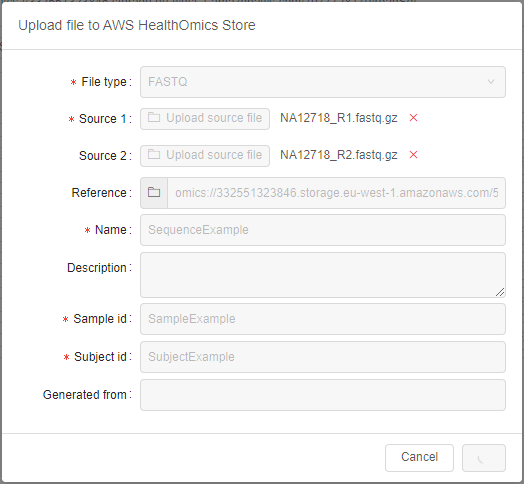 Upload file to AWS HealthOmics Store
* File type : FASTQ
* Source 1 : Upload source file NA12718_R1.fastq.gz
Source 2 : Upload source file NA12718_R2.fastq.gz
Reference : omics://332551323846.storage.eu-west-1.amazonaws.com/5
* Name : SequenceExample
Description :
* Sample id : SampleExample
* Subject id : SubjectExample
Generated from :
Cancel